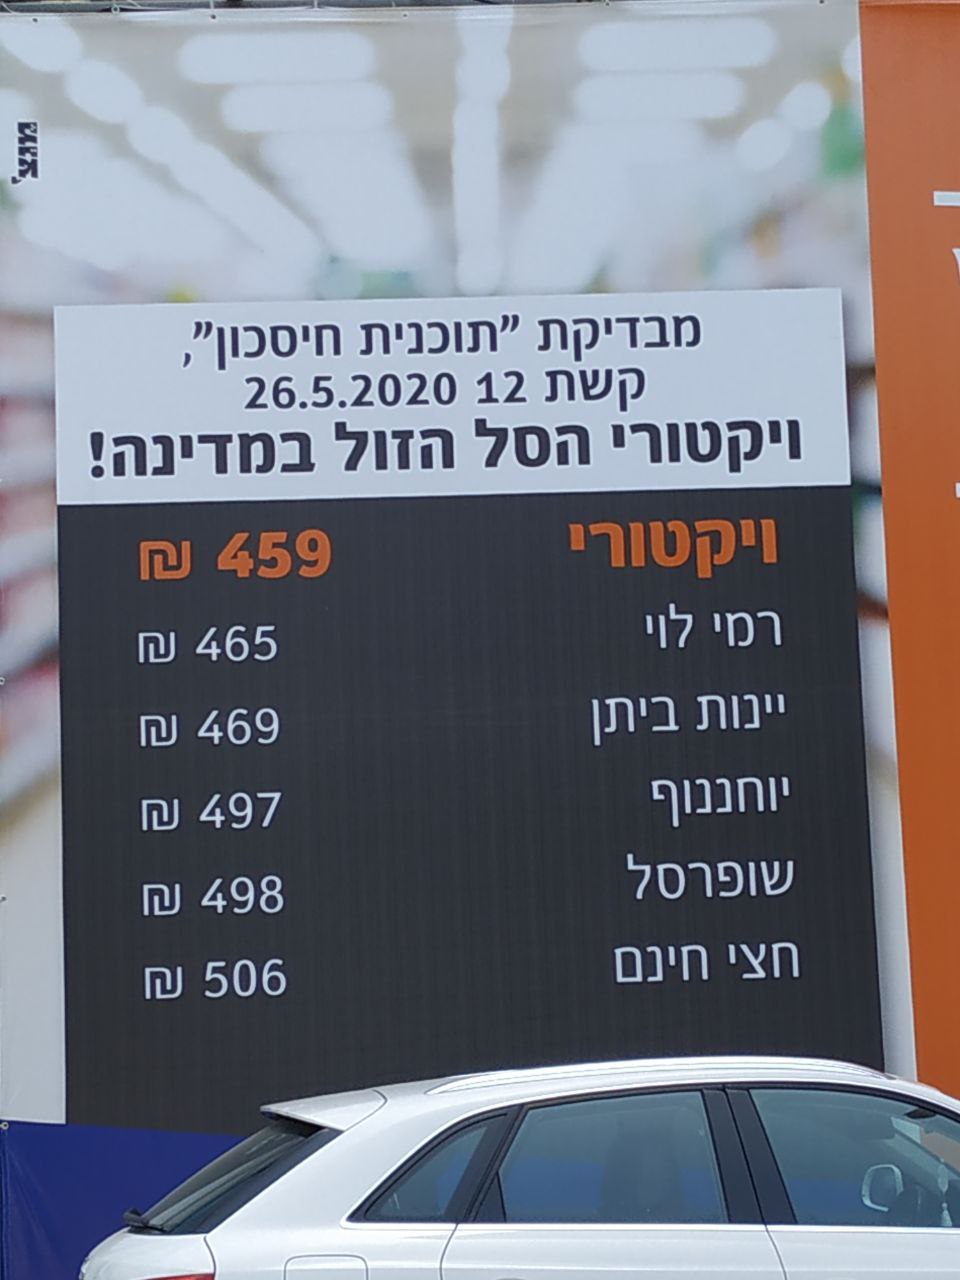 מגצ'
מבדיקת "תוכנית חיסכון",
קשת 12 26.5.2020
ויקטורי הסל הזול במדינה!
ויקטורי 459 ₪
רמי לוי 465 ₪
יינות ביתן 469 ₪
יוחננוף 497 ₪
שופרסל 498 ₪
חצי חינם 506 ₪